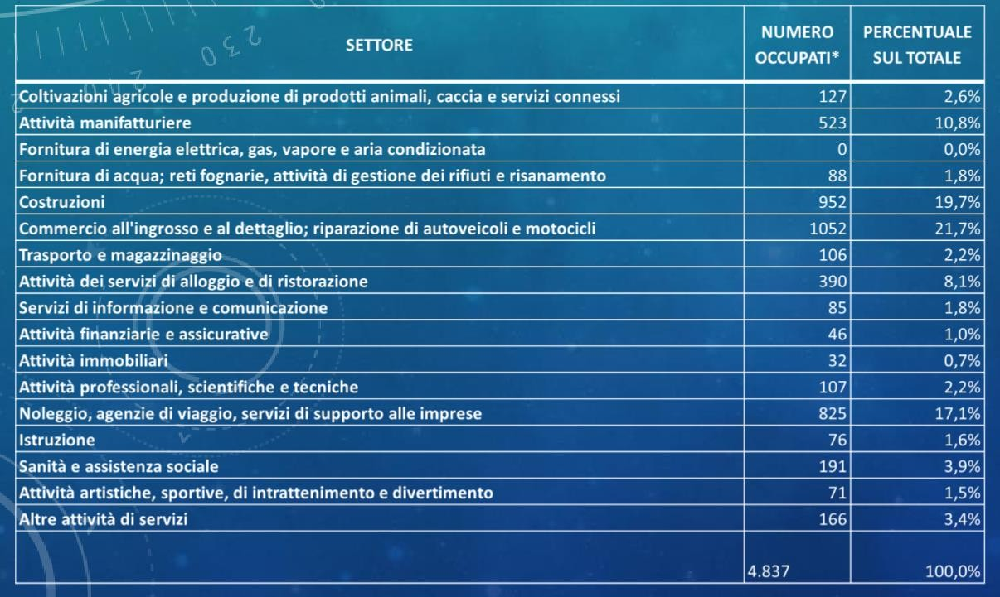 SETTORE
NUMERO OCCUPATI*
PERCENTUALE SUL TOTALE
Coltivazioni agricole e produzione di prodotti animali, caccia e servizi connessi 127 2,6%
Attività manifatturiere 523 10,8%
Fornitura di energia elettrica, gas, vapore e aria condizionata 0 0,0%
Fornitura di acqua; reti fognarie, attività di gestione dei rifiuti e risanamento 88 1,8%
Costruzioni 952 19,7%
Commercio all'ingrosso e al dettaglio; riparazione di autoveicoli e motocicli 1052 21,7%
Trasporto e magazzinaggio 106 2,2%
Attività dei servizi di alloggio e di ristorazione 390 8,1%
Servizi di informazione e comunicazione 85 1,8%
Attività finanziarie e assicurative 46 1,0%
Attività immobiliari 32 0,7%
Attività professionali, scientifiche e tecniche 107 2,2%
Noleggio, agenzie di viaggio, servizi di supporto alle imprese 825 17,1%
Istruzione 76 1,6%
Sanità e assistenza sociale 191 3,9%
Attività artistiche, sportive, di intrattenimento e divertimento 71 1,5%
Altre attività di servizi 166 3,4%
4.837 100,0%
230
240